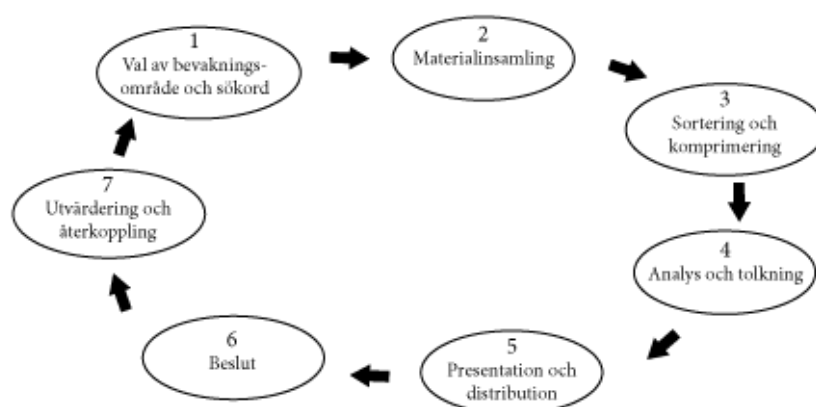 1
Val av bevaknings-
område och sökord
2
Materialinsamling
3
Sortering och
komprimering
4
Analys och tolkning
5
Presentation och
distribution
6
Beslut
7
Utvärdering och
återkoppling